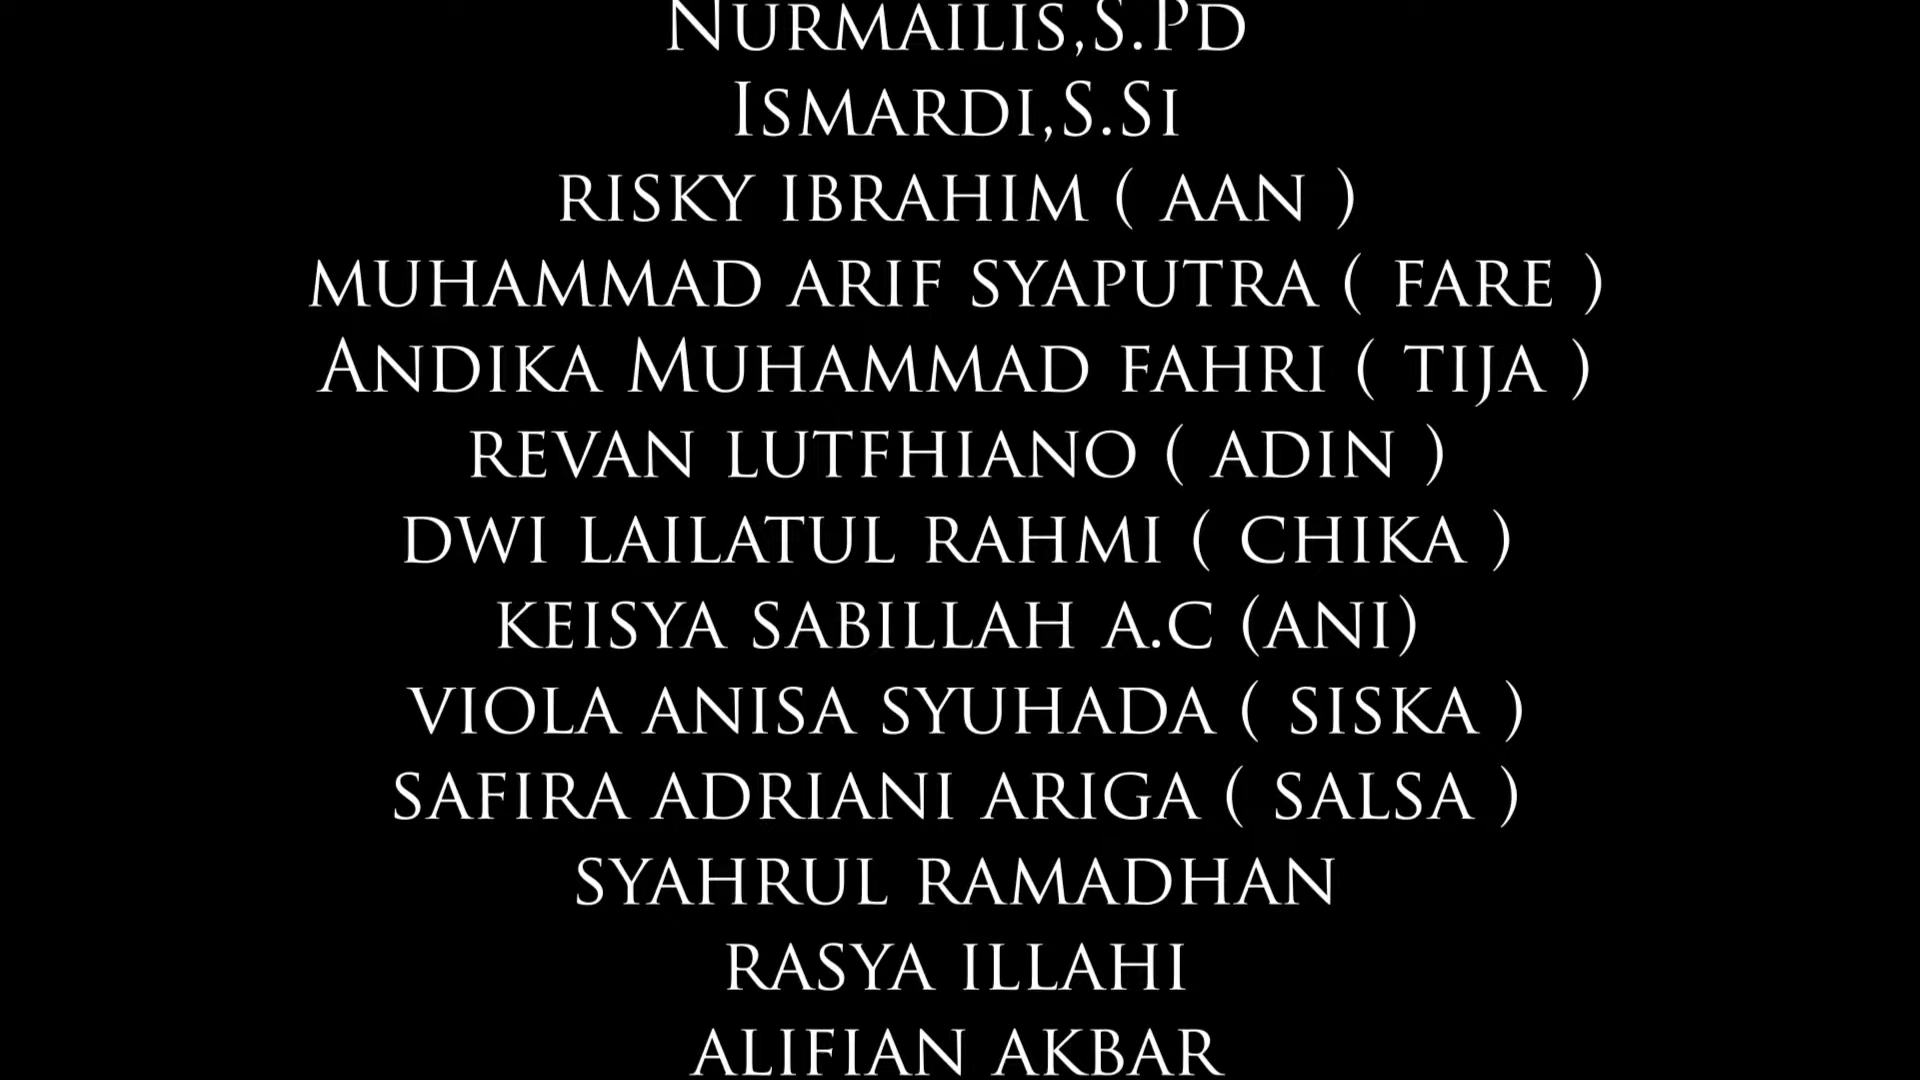 Nurmailis,S.Pd
Ismardi,S.Si
risky ibrahim ( aan )
muhammad arif syaputra ( fare )
Andika Muhammad fahri ( tija )
revan lutfhiano ( adin )
dwi lailatul rahmi ( chika )
keisya sabillah a.c (ani)
viola anisa syuhada ( siska )
safira adriani ariga ( salsa )
syahrul ramadhan
rasya illahi
alifian akbar